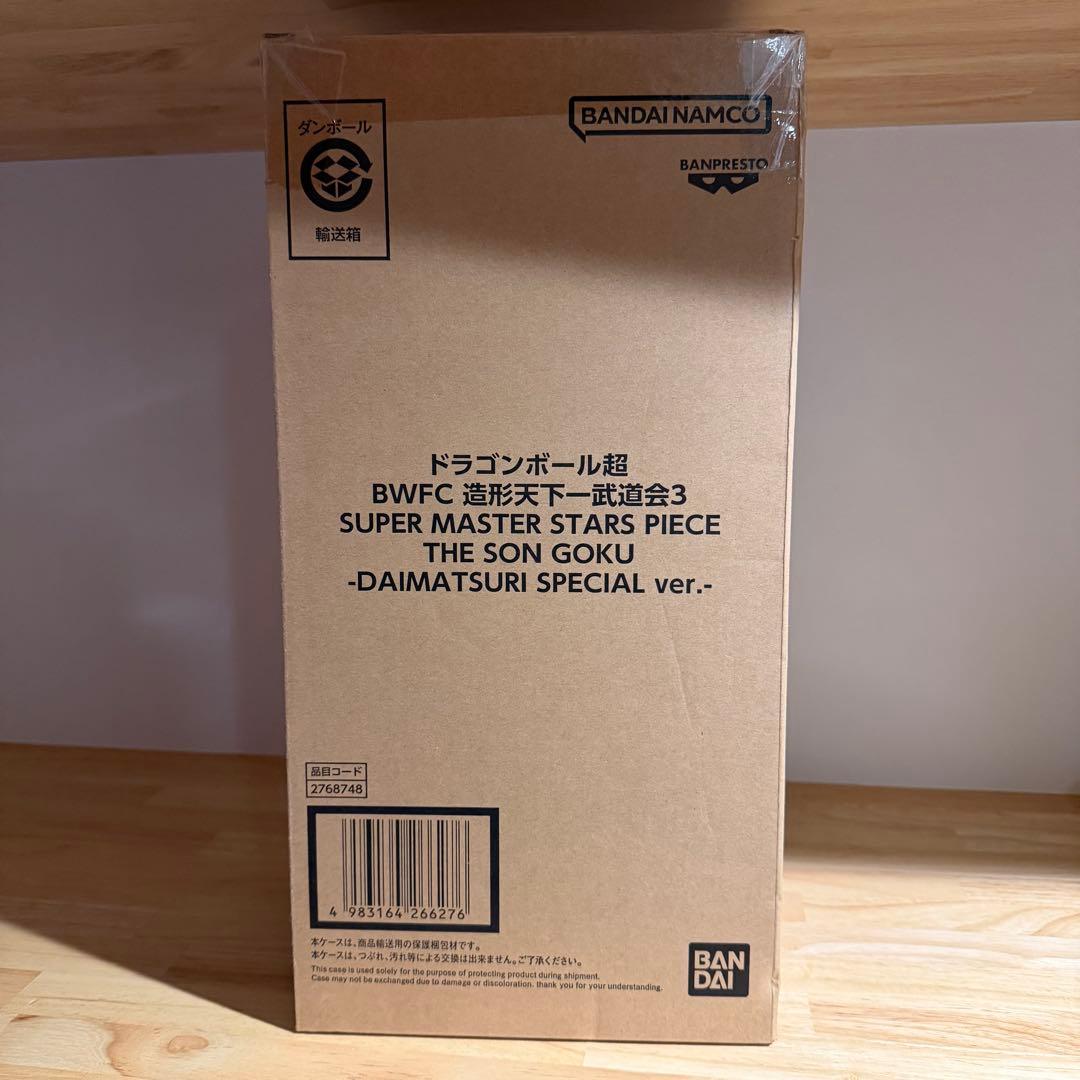 ダンボール
輸送箱
BANDAI NAMCO
BANPRESTO
ドラゴンボール超
BWFC 造形天下一武道会3
SUPER MASTER STARS PIECE
THE SON GOKU
-DAIMATSURI SPECIAL ver.-
品目コード
2768748
4 983164 266276
本ケースは、商品輸送用の保護梱包材です。
本ケースは、つぶれ、汚れ等による交換は出来ません。ご了承ください。
This case is used solely for the purpose of protecting product during shipment.
Case may not be exchanged due to damage or discoloration. thank you for your understanding.
BAN
DAI